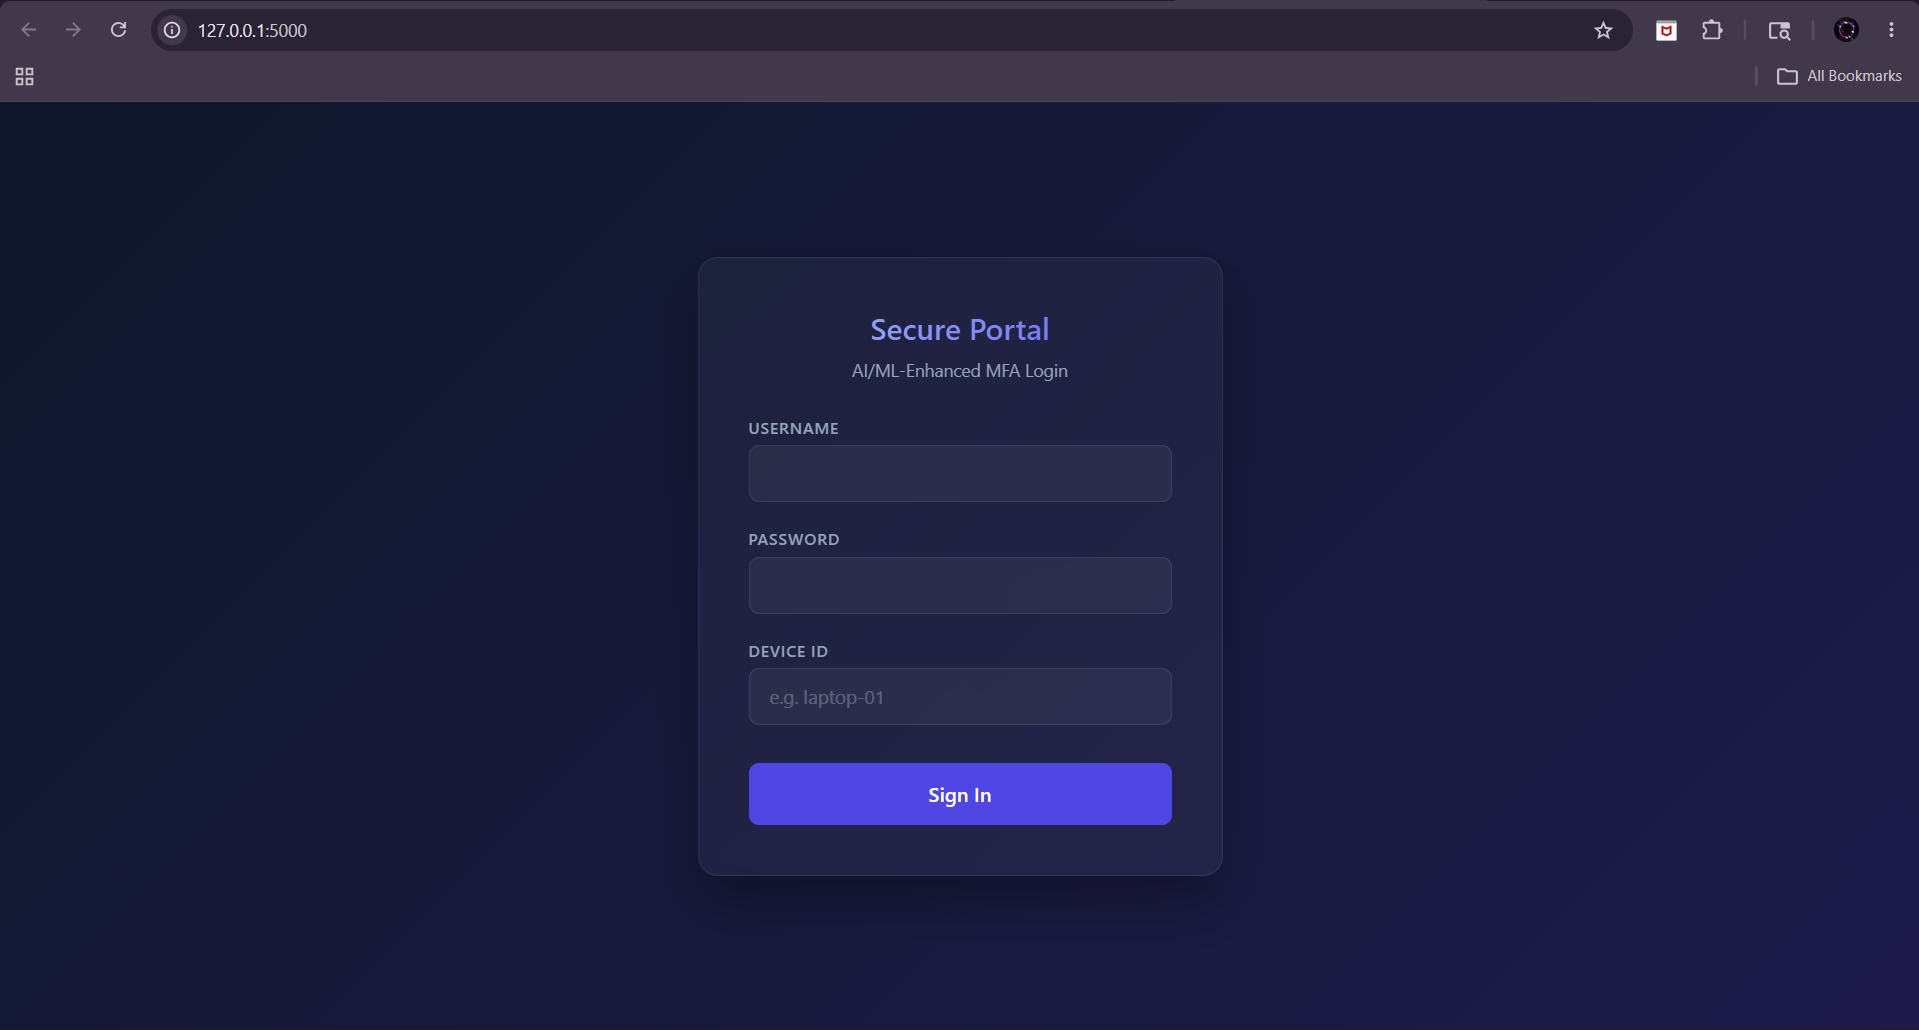 127.0.0.1:5000
All Bookmarks
Secure Portal
AI/ML-Enhanced MFA Login
USERNAME
PASSWORD
DEVICE ID
e.g. laptop-01
Sign In